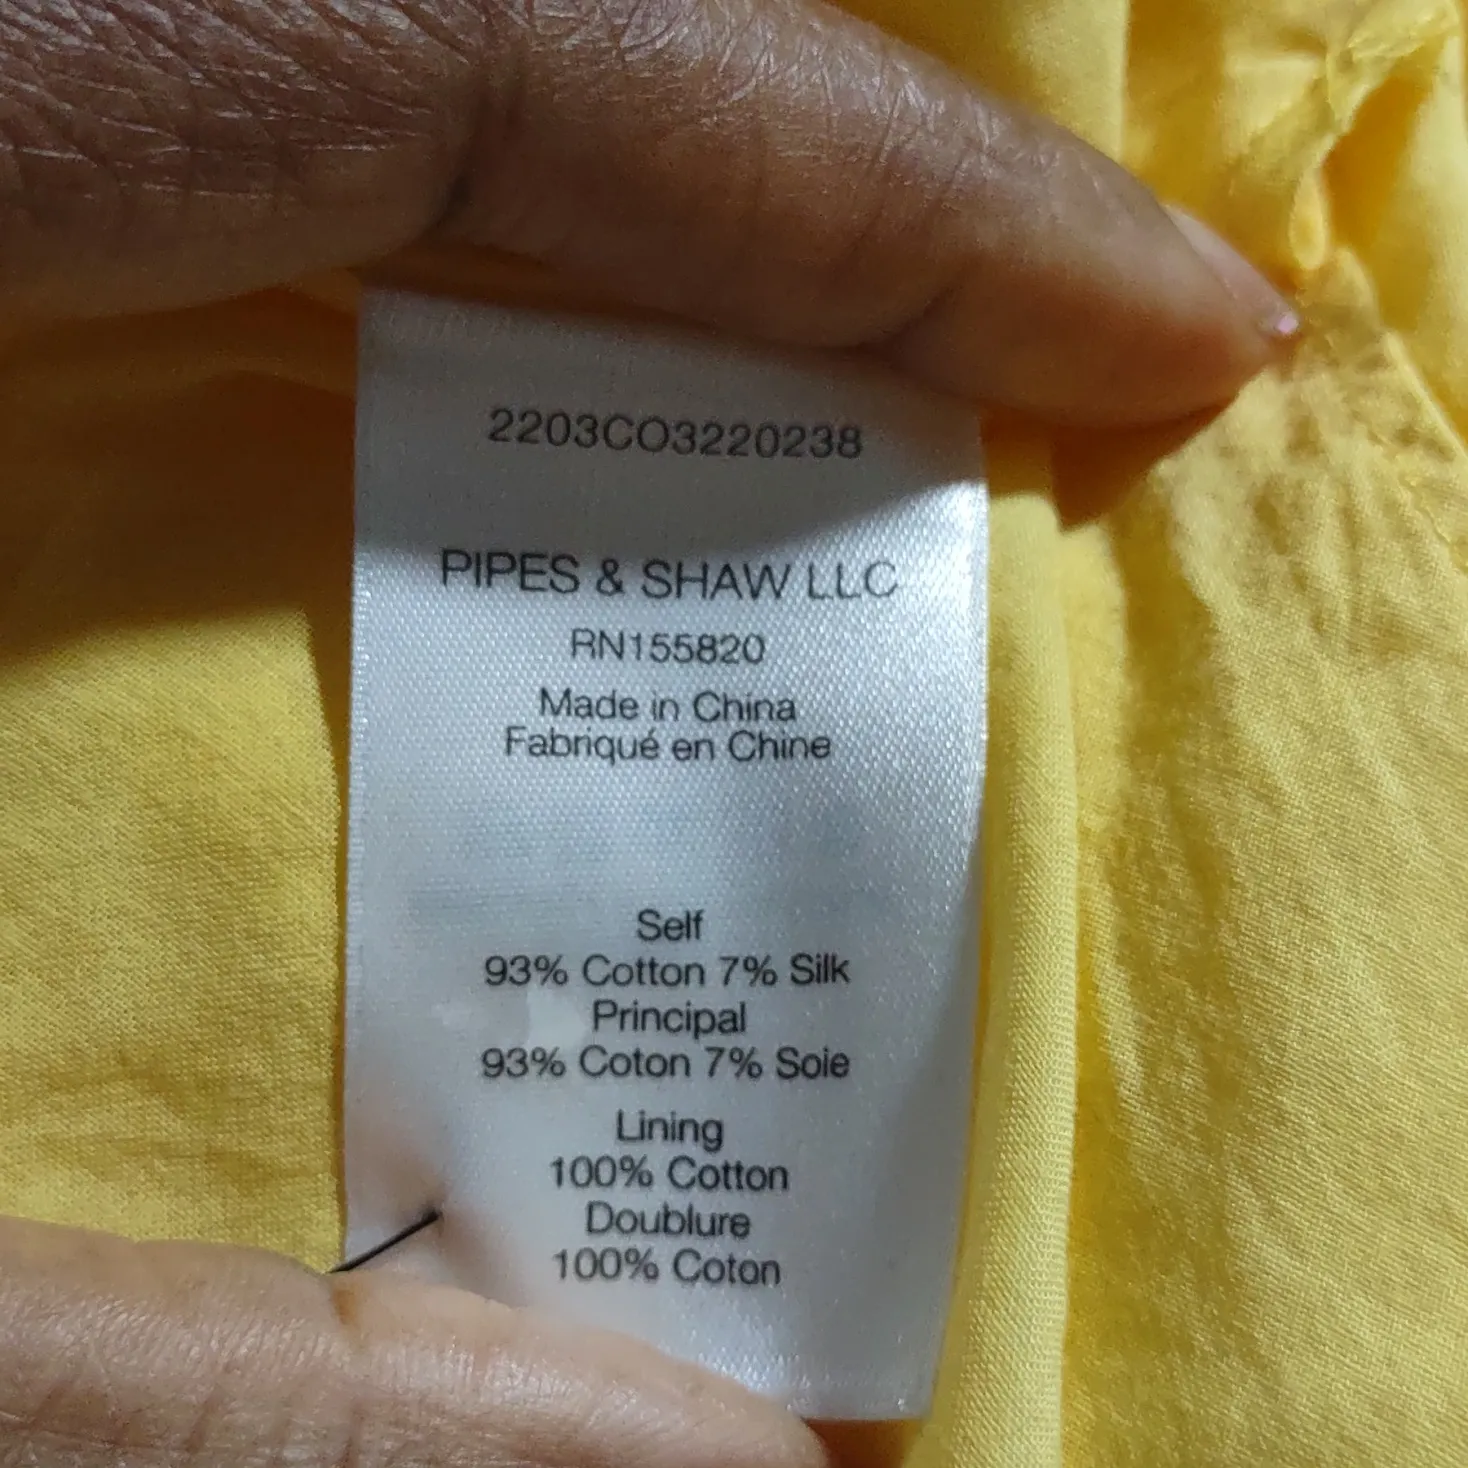 2203CO3220238
PIPES & SHAW LLC
RN155820
Made in China
Fabriqué en Chine
Self
93% Cotton 7% Silk
Principal
93% Coton 7% Soie
Lining
100% Cotton
Doublure
100% Coton